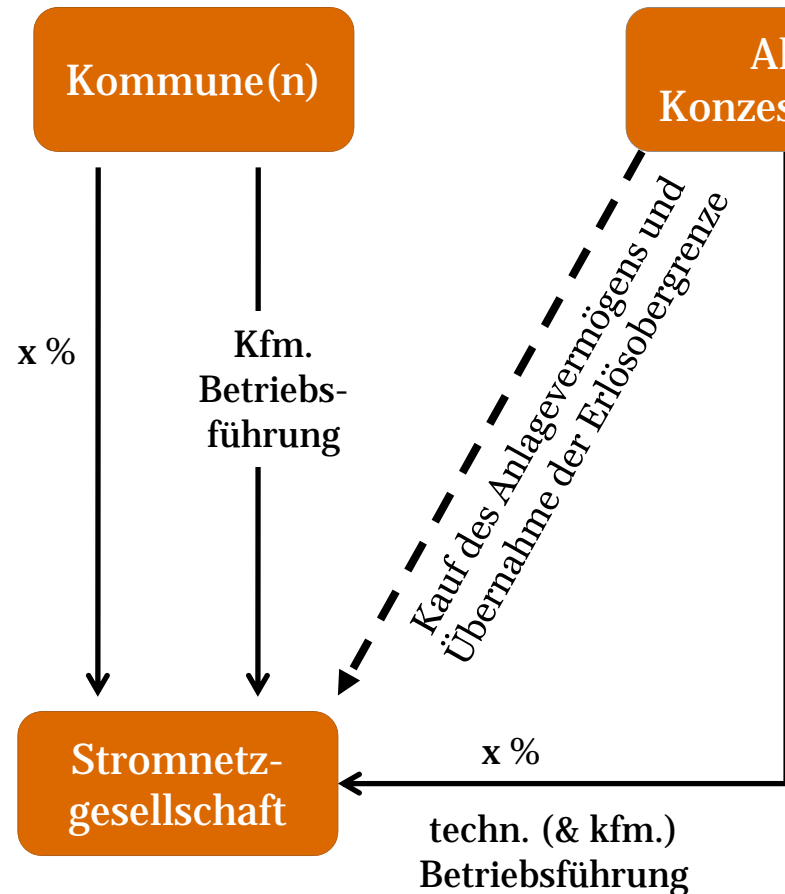 Kommune(n)
x %
Kfm.
Betriebs-
führung
Kauf des Anlagevermögens und
Übernahme der Erlösobergrenze
Stromnetz-
gesellschaft
x %
techn. (& kfm.)
Betriebsführung